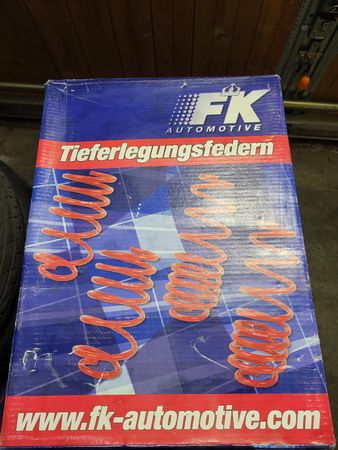 FK
AUTOMOTIVE
Tieferlegungsfedern
www.fk-automotive.com